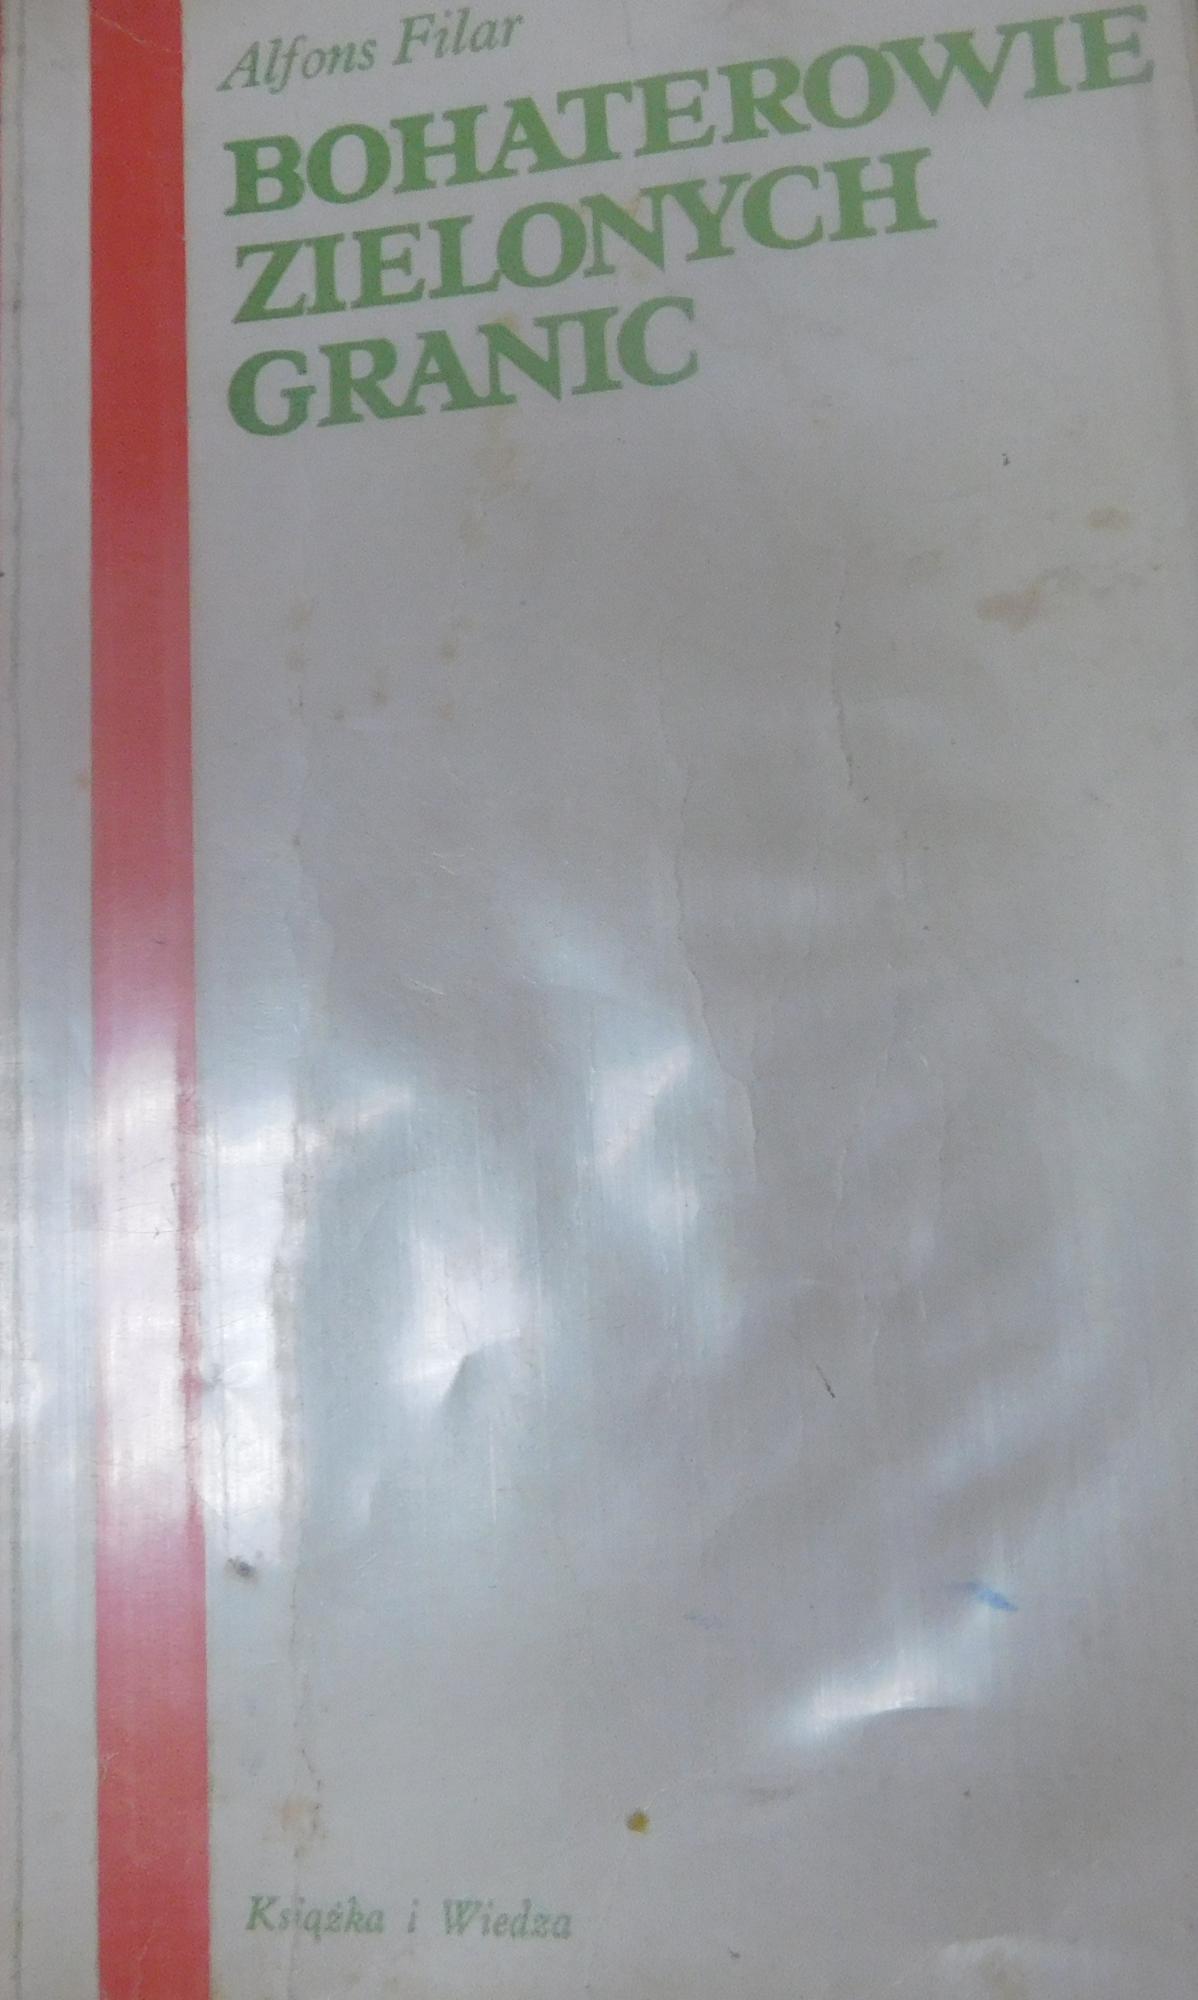 Alfons Filar
BOHATEROWIE
ZIELONYCH
GRANIC
Książka i Wiedza